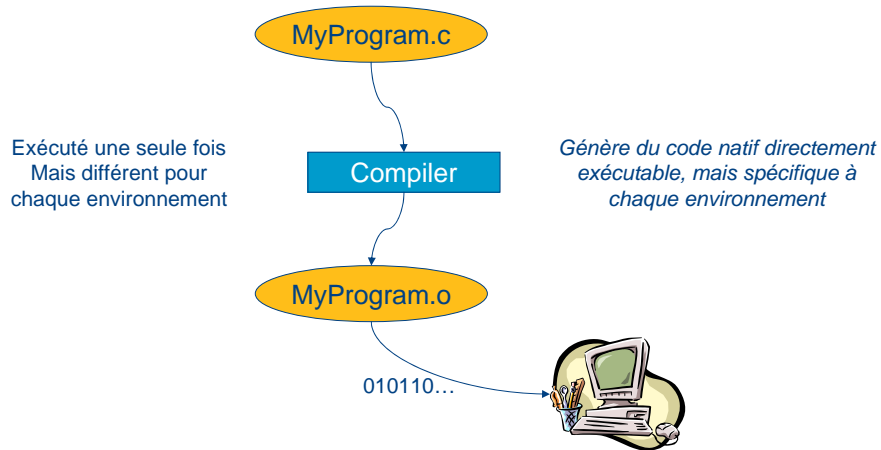 MyProgram.c
Exécuté une seule fois
Mais différent pour
chaque environnement
Compiler
Génère du code natif directement
exécutable, mais spécifique à
chaque environnement
MyProgram.o
010110…